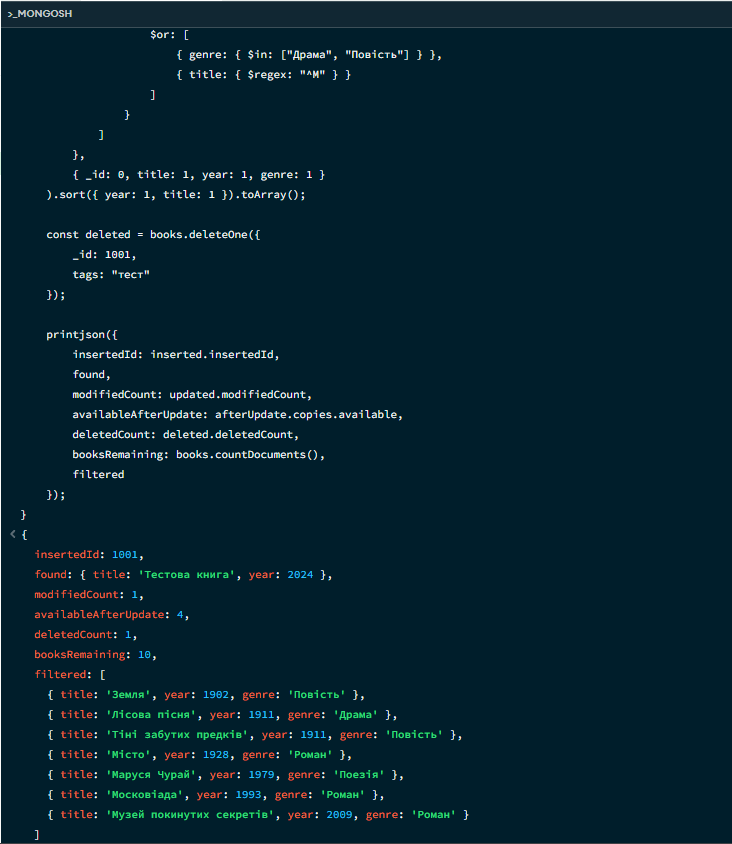 >_MONGOSH
$or: [
{ genre: { $in: ["Драма", "Повість"] } },
{ title: { $regex: "^М" } }
]
}
]
},
{ _id: 0, title: 1, year: 1, genre: 1 }
).sort({ year: 1, title: 1 }).toArray();
const deleted = books.deleteOne({
_id: 1001,
tags: "тест"
});
printjson({
insertedId: inserted.insertedId,
found,
modifiedCount: updated.modifiedCount,
availableAfterUpdate: afterUpdate.copies.available,
deletedCount: deleted.deletedCount,
booksRemaining: books.countDocuments(),
filtered
});
}
< {
insertedId: 1001,
found: { title: 'Тестова книга', year: 2024 },
modifiedCount: 1,
availableAfterUpdate: 4,
deletedCount: 1,
booksRemaining: 10,
filtered: [
{ title: 'Земля', year: 1902, genre: 'Повість' },
{ title: 'Лісова пісня', year: 1911, genre: 'Драма' },
{ title: 'Тіні забутих предків', year: 1911, genre: 'Повість' },
{ title: 'Місто', year: 1928, genre: 'Роман' },
{ title: 'Маруся Чурай', year: 1979, genre: 'Поезія' },
{ title: 'Московіада', year: 1993, genre: 'Роман' },
{ title: 'Музей покинутих секретів', year: 2009, genre: 'Роман' }
]